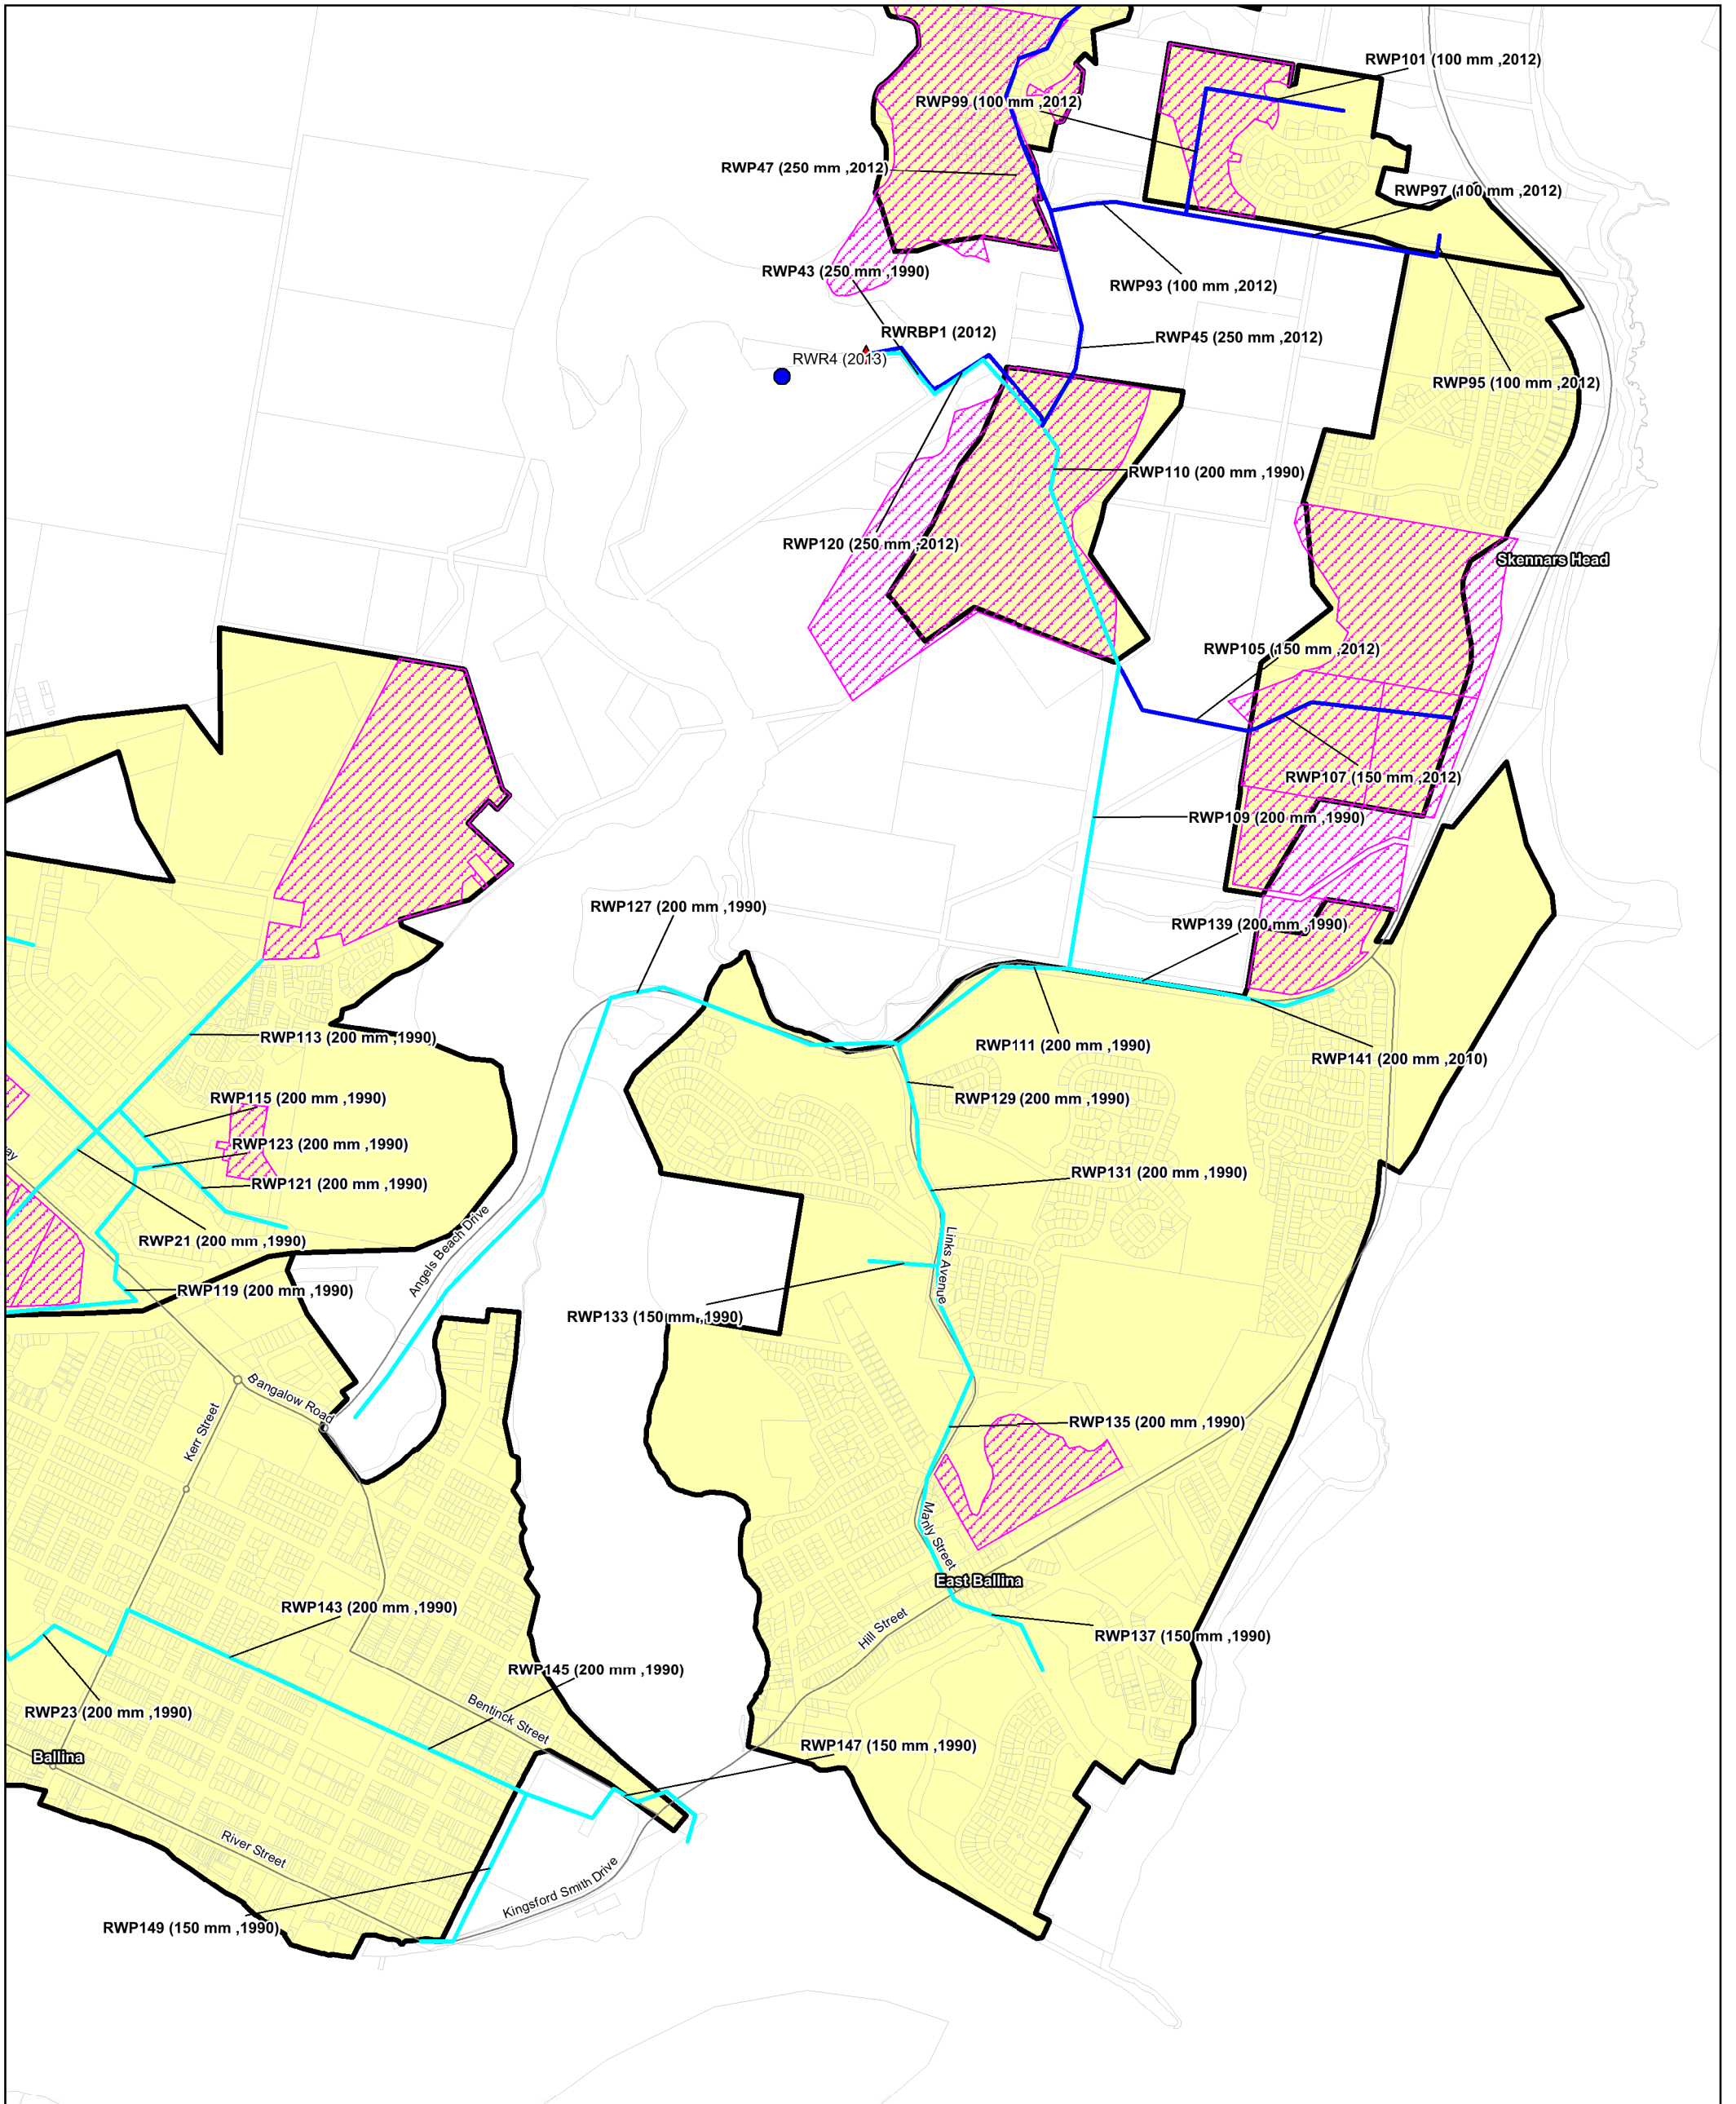 RWP101 (100 mm ,2012)
RWP99 (100 mm ,2012)
RWP47 (250 mm ,2012)
RWP97 (100 mm ,2012)
RWP43 (250 mm ,1990)
RWP93 (100 mm ,2012)
RWRBP1 (2012)
RWP45 (250 mm ,2012)
RWR4 (2013)
RWP95 (100 mm ,2012)
RWP110 (200 mm ,1990)
RWP120 (250 mm ,2012)
Skennars Head
RWP105 (150 mm ,2012)
RWP107 (150 mm ,2012)
RWP109 (200 mm ,1990)
RWP127 (200 mm ,1990)
RWP139 (200 mm ,1990)
RWP113 (200 mm ,1990)
RWP111 (200 mm ,1990)
RWP141 (200 mm ,2010)
RWP115 (200 mm ,1990)
RWP129 (200 mm ,1990)
RWP123 (200 mm ,1990)
ay
RWP131 (200 mm ,1990)
RWP121 (200 mm ,1990)
RWP21 (200 mm ,1990)
Angels Beach Drive
Links Avenue
RWP119 (200 mm ,1990)
RWP133 (150 mm ,1990)
Bangalow Road
Kerr Street
RWP135 (200 mm ,1990)
Manly Street
East Ballina
RWP143 (200 mm ,1990)
Hill Street
RWP137 (150 mm ,1990)
RWP145 (200 mm ,1990)
RWP23 (200 mm ,1990)
Bentinck Street
RWP147 (150 mm ,1990)
Ballina
River Street
Kingsford Smith Drive
RWP149 (150 mm ,1990)